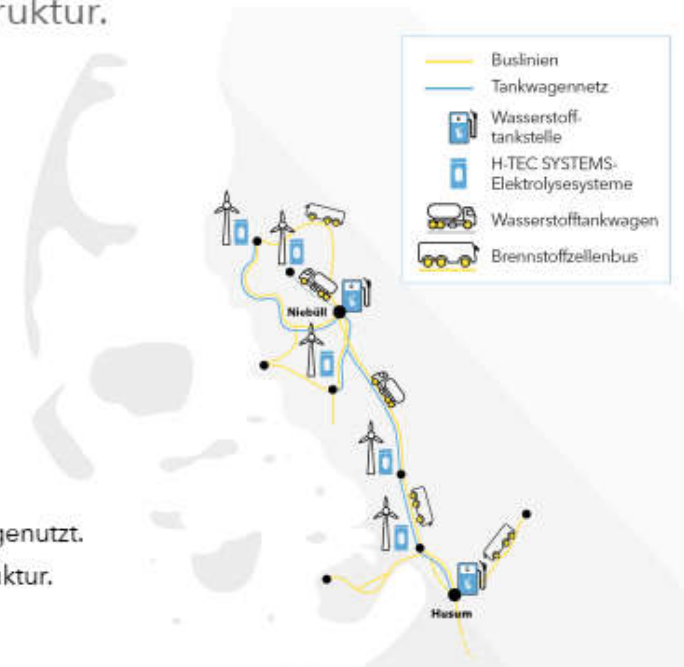 ruktur.
Buslinien
Tankwagennetz
Wasserstoff-
tankstelle
H-TEC SYSTEMS-
Elektrolysesysteme
Wasserstofftankwagen
Brennstoffzellenbus
Niebüll
genutzt.
ktur.
Husum